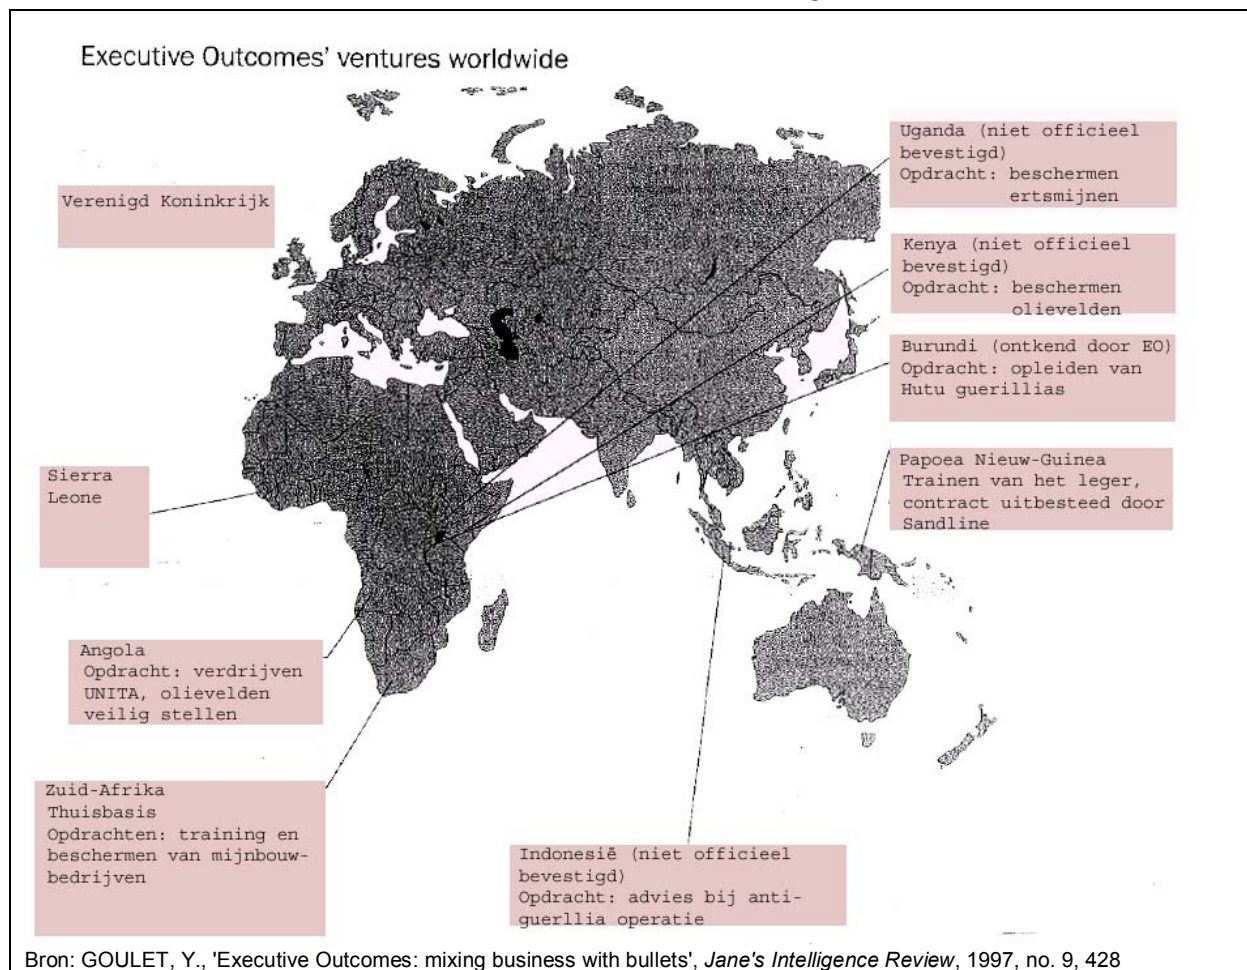 Executive Outcomes' ventures worldwide
Verenigd Koninkrijk
Uganda (niet officieel
bevestigd)
Opdracht: beschermen
ertsmijnen
Kenya (niet officieel
bevestigd)
Opdracht: beschermen
olievelden
Burundi (ontkend door EO)
Opdracht: opleiden van
Hutu guerillias
Papoea Nieuw-Guinea
Trainen van het leger,
contract uitbesteed door
Sandline
Sierra
Leone
Angola
Opdracht: verdrijven
UNITA, olievelden
veilig stellen
Zuid-Afrika
Thuisbasis
Opdrachten: training en
beschermen van mijnbouw-
bedrijven
Indonesië (niet officieel
bevestigd)
Opdracht: advies bij anti-
guerllia operatie
Bron: GOULET, Y., 'Executive Outcomes: mixing business with bullets', Jane's Intelligence Review, 1997, no. 9, 428